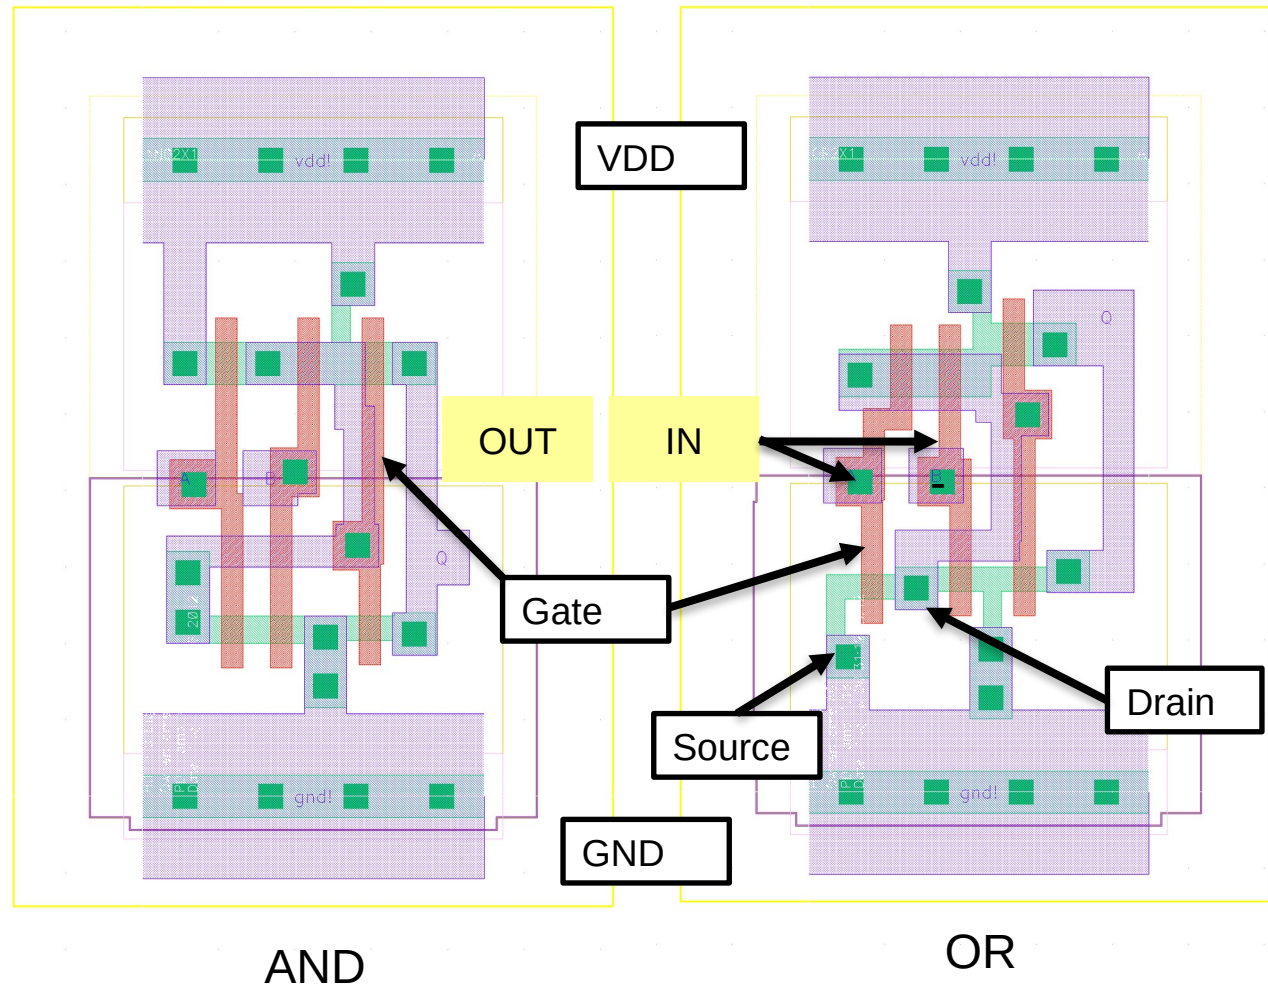 VDD
vdd!
vdd!
Q
OUT
IN
A
B
B
Q
Gate
Drain
Source
gnd!
gnd!
GND
AND
OR